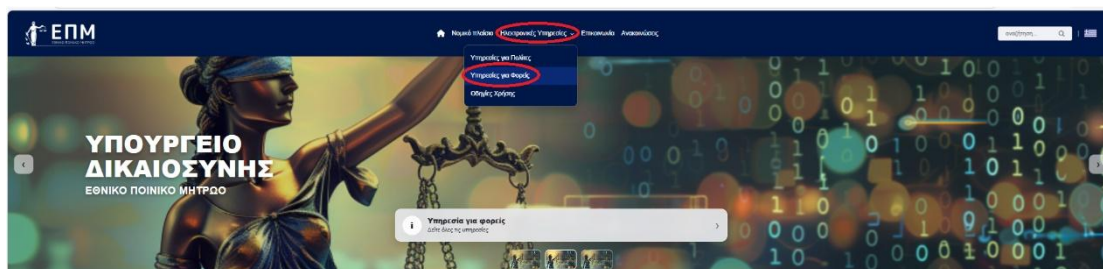 ΕΠΜ
Νομικό πλαίσιο Ηλεκτρονικές Υπηρεσίες Επικοινωνία Ανακοινώσεις
αναζήτηση...
Υπηρεσίες για Πολίτες
Υπηρεσίες για Φορείς
Οδηγίες Χρήσης
ΥΠΟΥΡΓΕΙΟ
ΔΙΚΑΙΟΣΥΝΗΣ
ΕΘΝΙΚΟ ΠΟΙΝΙΚΟ ΜΗΤΡΩΟ
Υπηρεσία για φορείς
Δείτε όλες τις υπηρεσίες